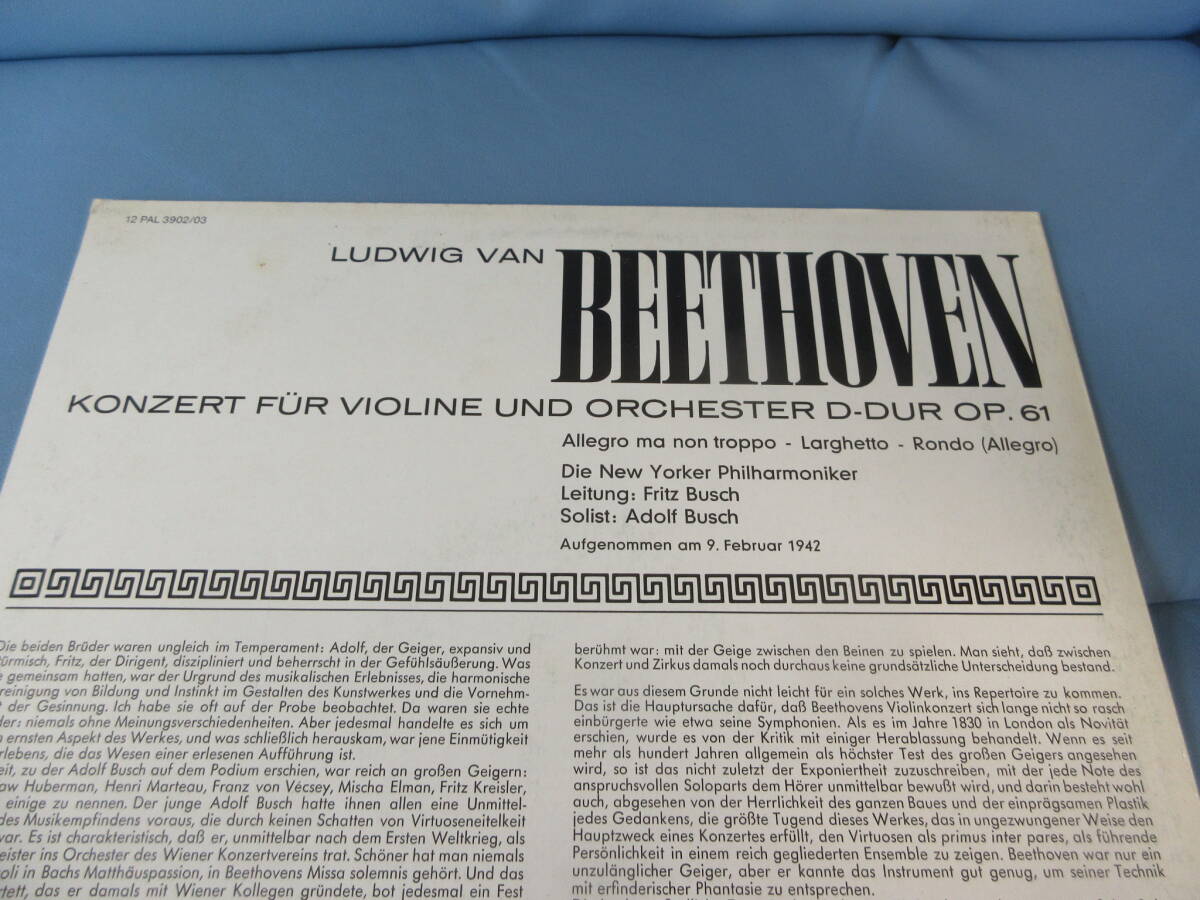 12 PAL 3902/03
LUDWIG VAN BEETHOVEN
KONZERT FÜR VIOLINE UND ORCHESTER D-DUR OP. 61
Allegro ma non troppo - Larghetto - Rondo (Allegro)
Die New Yorker Philharmoniker
Leitung: Fritz Busch
Solist: Adolf Busch
Aufgenommen am 9. Februar 1942
Die beiden Brüder waren ungleich im Temperament: Adolf, der Geiger, expansiv und
türmisch, Fritz, der Dirigent, diszipliniert und beherrscht in der Gefühlsäußerung. Was
e gemeinsam hatten, war der Urgrund des musikalischen Erlebnisses, die harmonische
reinigung von Bildung und Instinkt im Gestalten des Kunstwerkes und die Vornehm-
t der Gesinnung. Ich habe sie oft auf der Probe beobachtet. Da waren sie echte
der: niemals ohne Meinungsverschiedenheiten. Aber jedesmal handelte es sich um
n ernsten Aspekt des Werkes, und was schließlich herauskam, war jene Einmütigkeit
rlebens, die das Wesen einer erlesenen Aufführung ist.
eit, zu der Adolf Busch auf dem Podium erschien, war reich an großen Geigern:
aw Huberman, Henri Marteau, Franz von Vécsey, Mischa Elman, Fritz Kreisler,
einige zu nennen. Der junge Adolf Busch hatte ihnen allen eine Unmittel-
des Musikempfindens voraus, die durch keinen Schatten von Virtuoseneitelkeit
war. Es ist charakteristisch, daß er, unmittelbar nach dem Ersten Weltkrieg, als
eister ins Orchester des Wiener Konzertvereins trat. Schöner hat man niemals
oli in Bachs Matthäuspassion, in Beethovens Missa solemnis gehört. Und das
rtett, das er damals mit Wiener Kollegen gründete, bot jedesmal ein Fest
berühmt war: mit der Geige zwischen den Beinen zu spielen. Man sieht, daß zwischen
Konzert und Zirkus damals noch durchaus keine grundsätzliche Unterscheidung bestand.
Es war aus diesem Grunde nicht leicht für ein solches Werk, ins Repertoire zu kommen.
Das ist die Hauptursache dafür, daß Beethovens Violinkonzert sich lange nicht so rasch
einbürgerte wie etwa seine Symphonien. Als es im Jahre 1830 in London als Novität
erschien, wurde es von der Kritik mit einiger Herablassung behandelt. Wenn es seit
mehr als hundert Jahren allgemein als höchster Test des großen Geigers angesehen
wird, so ist das nicht zuletzt der Exponiertheit zuzuschreiben, mit der jede Note des
anspruchsvollen Soloparts dem Hörer unmittelbar bewußt wird, und darin besteht wohl
auch, abgesehen von der Herrlichkeit des ganzen Baues und der einprägsamen Plastik
jedes Gedankens, die größte Tugend dieses Werkes, das in ungezwungener Weise den
Hauptzweck eines Konzertes erfüllt, den Virtuosen als primus inter pares, als führende
Persönlichkeit in einem reich gegliederten Ensemble zu zeigen. Beethoven war nur ein
unzulänglicher Geiger, aber er kannte das Instrument gut genug, um seiner Technik
mit erfinderischer Phantasie zu entsprechen.